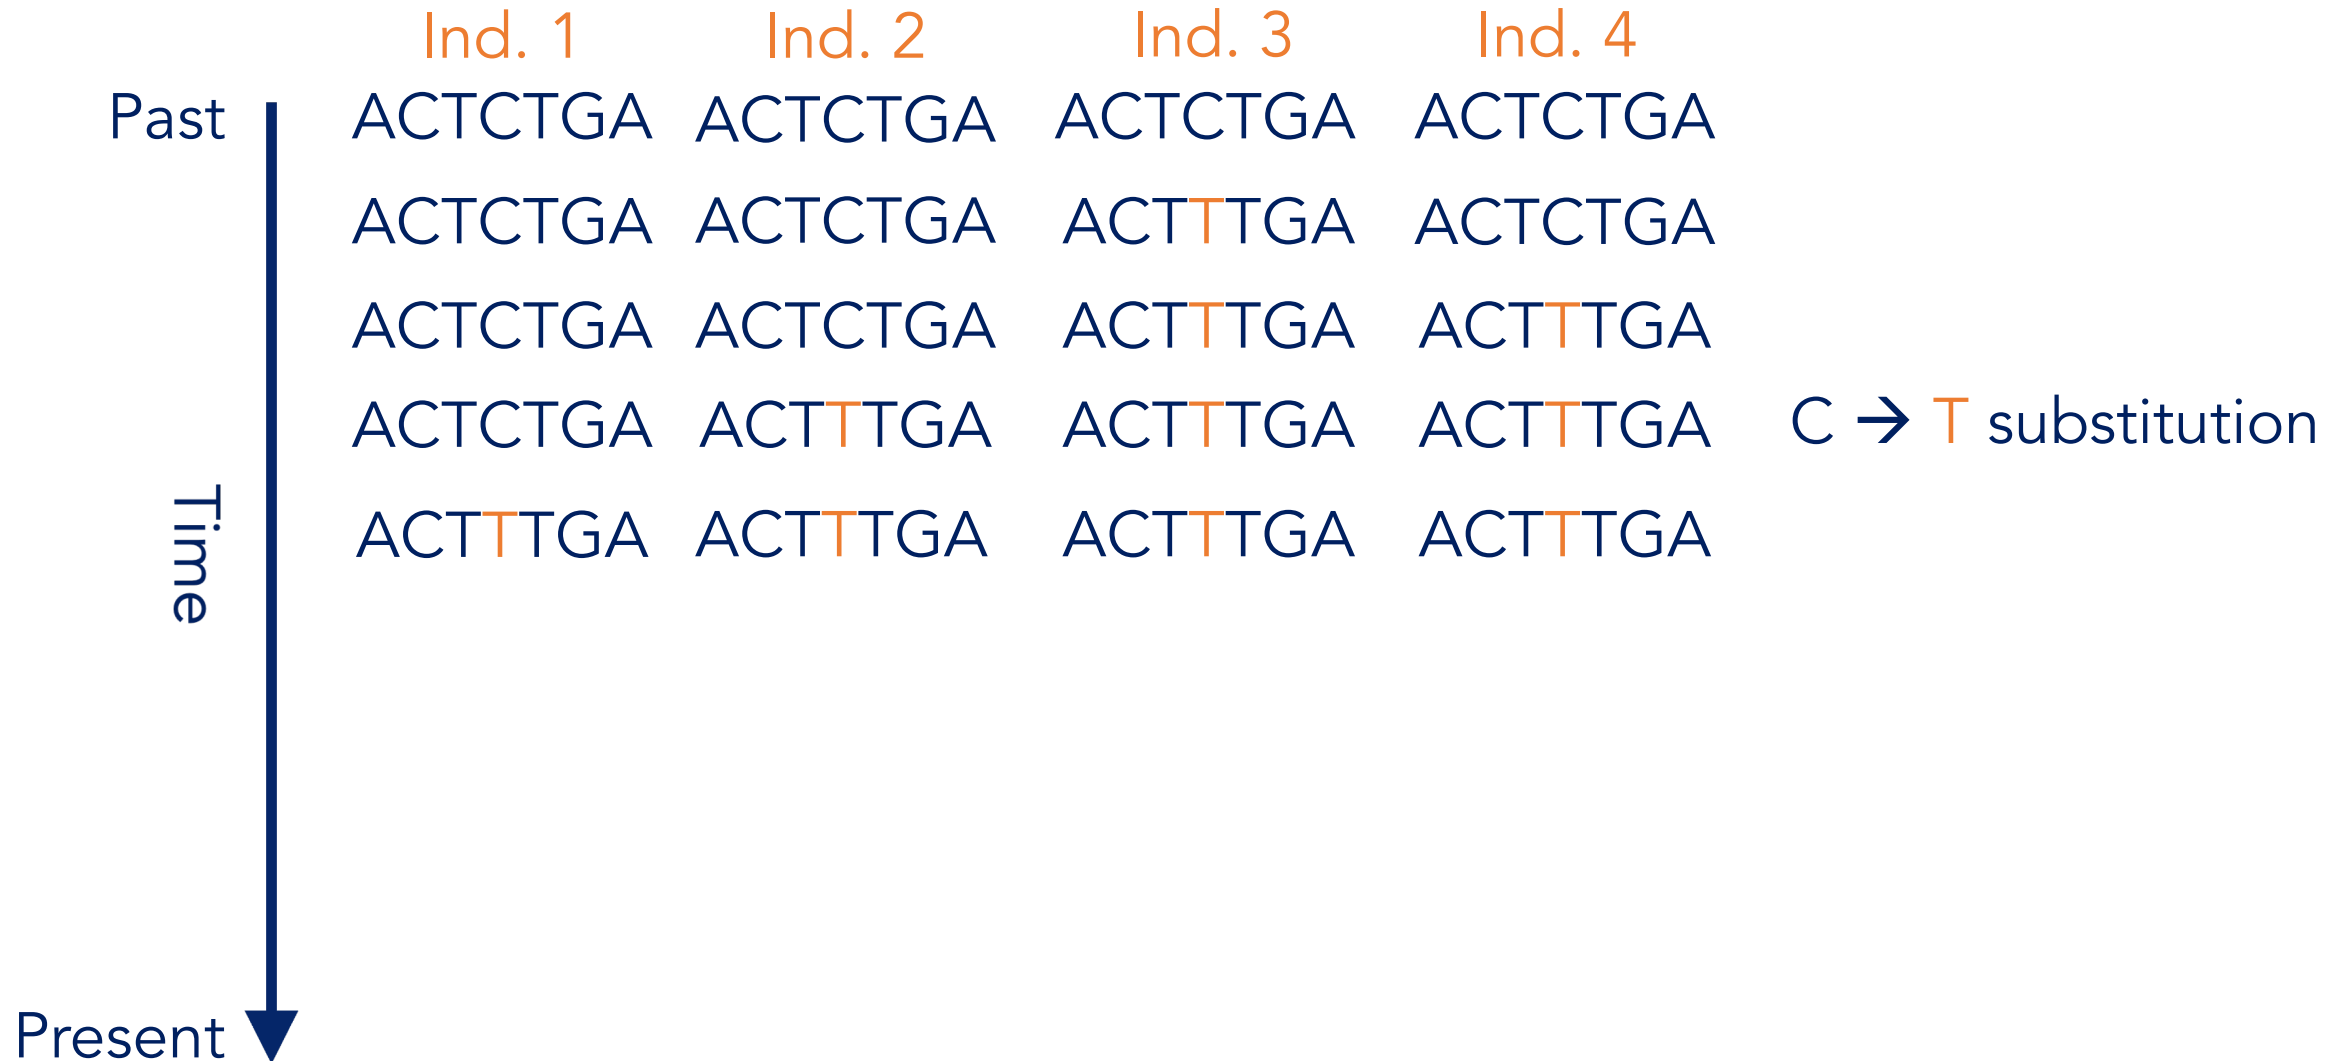 Ind. 1 Ind. 2 Ind. 3 Ind. 4
Past ACTCTGA ACTCTGA ACTCTGA ACTCTGA
ACTCTGA ACTCTGA ACTTTGA ACTCTGA
ACTCTGA ACTCTGA ACTTTGA ACTTTGA
ACTCTGA ACTTTGA ACTTTGA ACTTTGA C → T substitution
ACTTTGA ACTTTGA ACTTTGA ACTTTGA
Time
Present